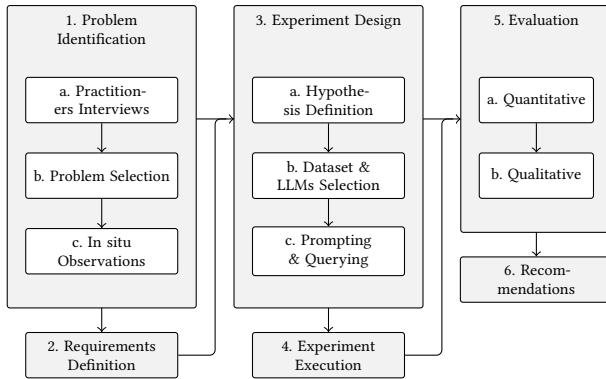 1. Problem
Identification
a. Practition-
ers Interviews
b. Problem Selection
c. In situ
Observations
2. Requirements
Definition
3. Experiment Design
a. Hypothe-
sis Definition
b. Dataset &
LLMs Selection
c. Prompting
& Querying
4. Experiment
Execution
5. Evaluation
a. Quantitative
b. Qualitative
6. Recom-
mendations